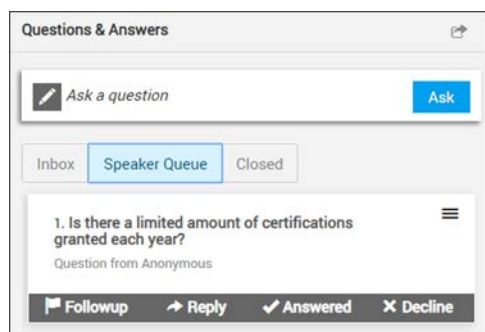 Questions & Answers
Ask a question
Ask
Inbox Speaker Queue Closed
1. Is there a limited amount of certifications
granted each year?
Question from Anonymous
Followup Reply Answered Decline